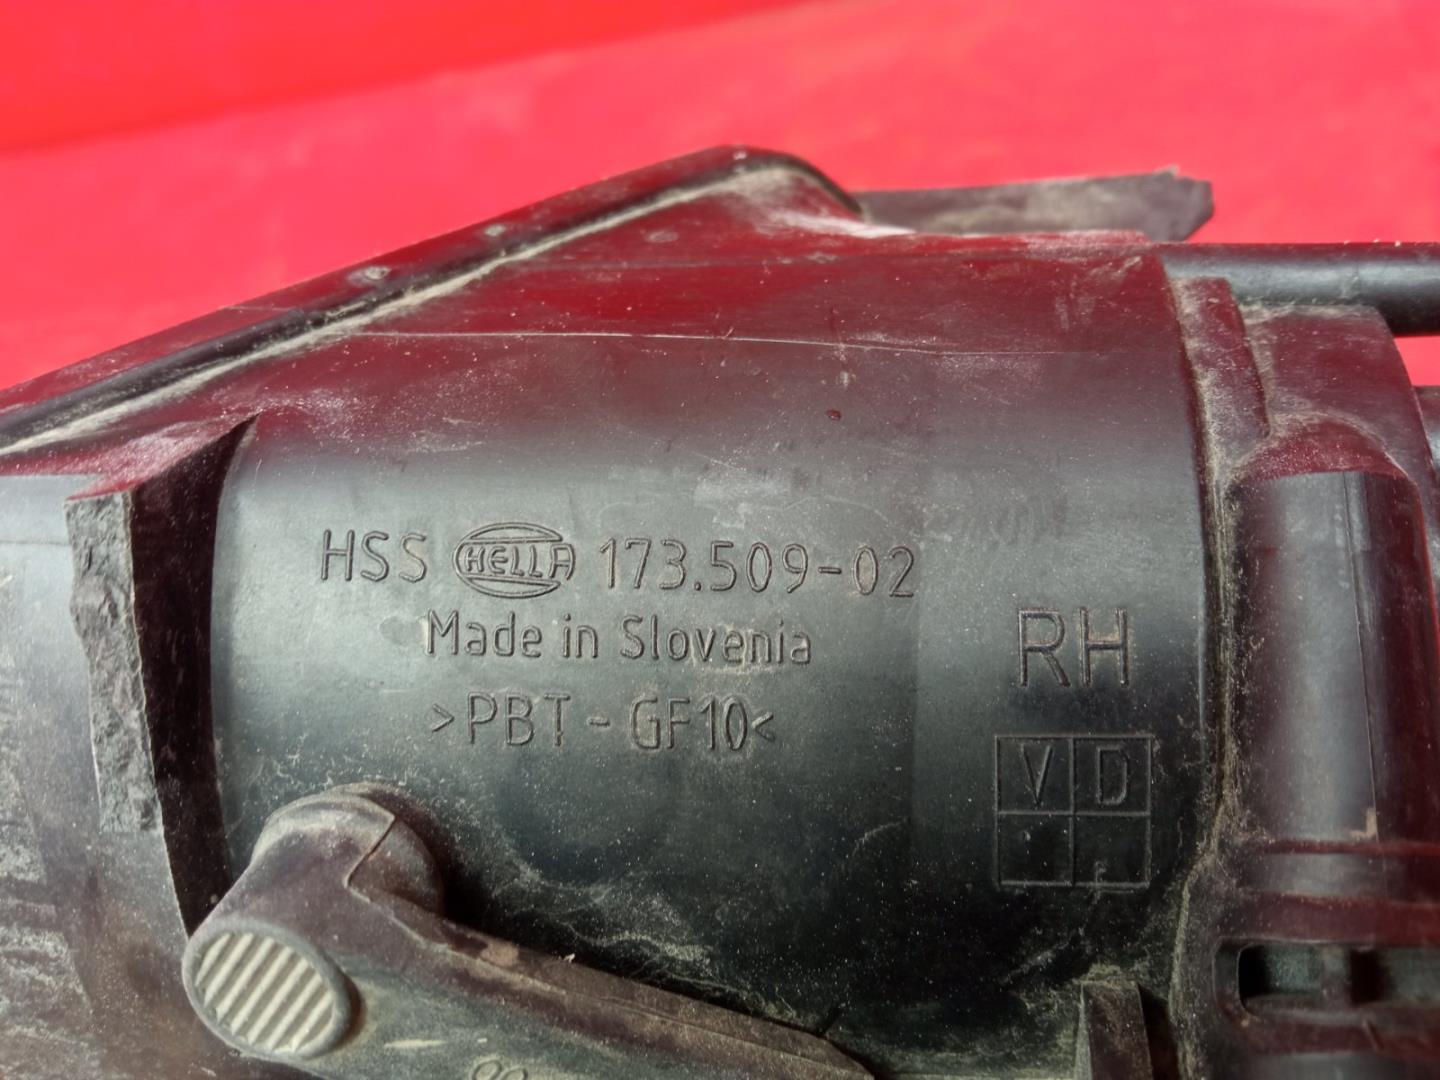 HSS HELLA 173.509-02
Made in Slovenia
>PBT-GF10<
RH
V D